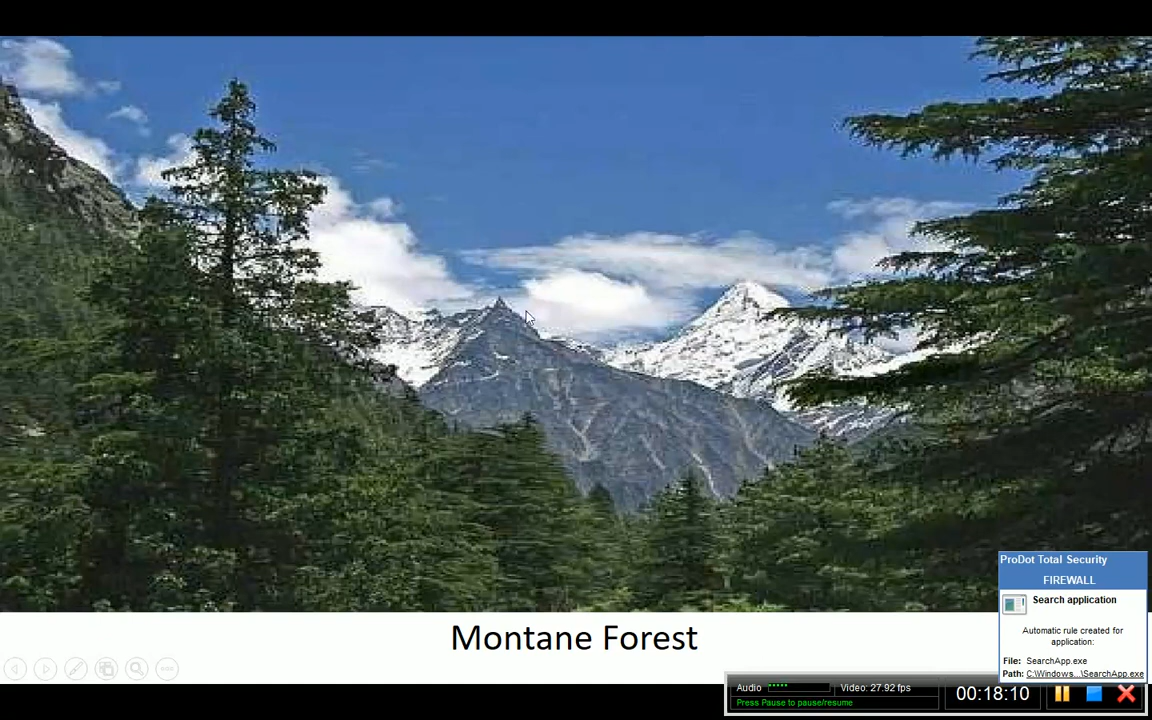 Montane Forest
ProDot Total Security
FIREWALL
Search application
Automatic rule created for
application:
File: SearchApp.exe
Path: C:\Windows...\SearchApp.exe
Audio
Video: 27.92 fps
Press Pause to pause/resume
00:18:10